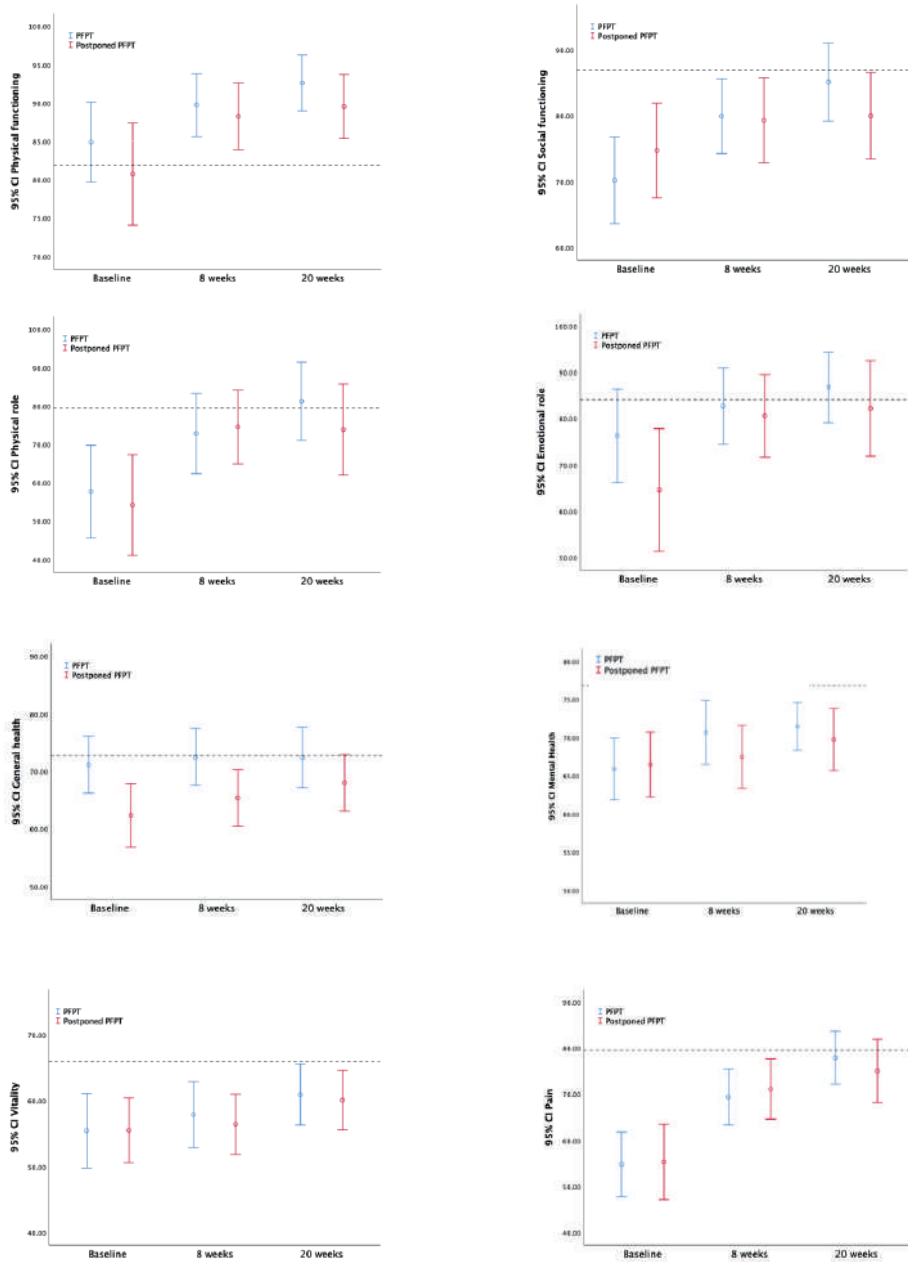 PFPT
Postponed PFPT
95% CI Physical functioning
100.00
95.00
90.00
85.00
80.00
75.00
70.00
Baseline
8 weeks
20 weeks
PFPT
Postponed PFPT
95% CI Social functioning
90.00
80.00
70.00
60.00
Baseline
8 weeks
20 weeks
PFPT
Postponed PFPT
95% CI Physical role
100.00
90.00
80.00
70.00
60.00
50.00
40.00
Baseline
8 weeks
20 weeks
PFPT
Postponed PFPT
95% CI Emotional role
100.00
90.00
80.00
70.00
60.00
50.00
Baseline
8 weeks
20 weeks
PFPT
Postponed PFPT
95% CI General health
90.00
80.00
70.00
60.00
50.00
Baseline
8 weeks
20 weeks
PFPT
Postponed PFPT
95% CI Mental Health
80.00
75.00
70.00
65.00
60.00
55.00
50.00
Baseline
8 weeks
20 weeks
PFPT
Postponed PFPT
95% CI Vitality
70.00
60.00
50.00
40.00
Baseline
8 weeks
20 weeks
PFPT
Postponed PFPT
95% CI Pain
90.00
80.00
70.00
60.00
50.00
40.00
Baseline
8 weeks
20 weeks